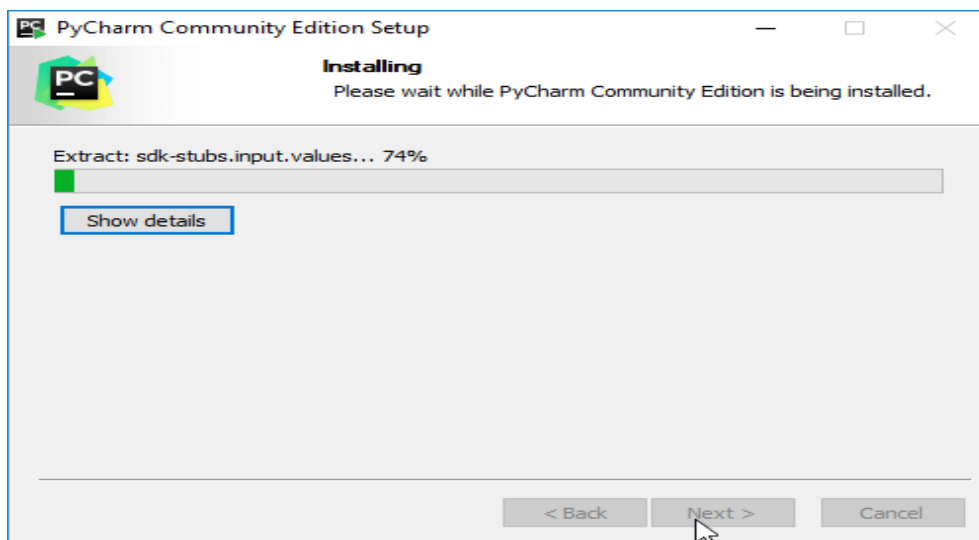 PyCharm Community Edition Setup
PC
Installing
Please wait while PyCharm Community Edition is being installed.
Extract: sdk-stubs.input.values... 74%
Show details
< Back
Next >
Cancel